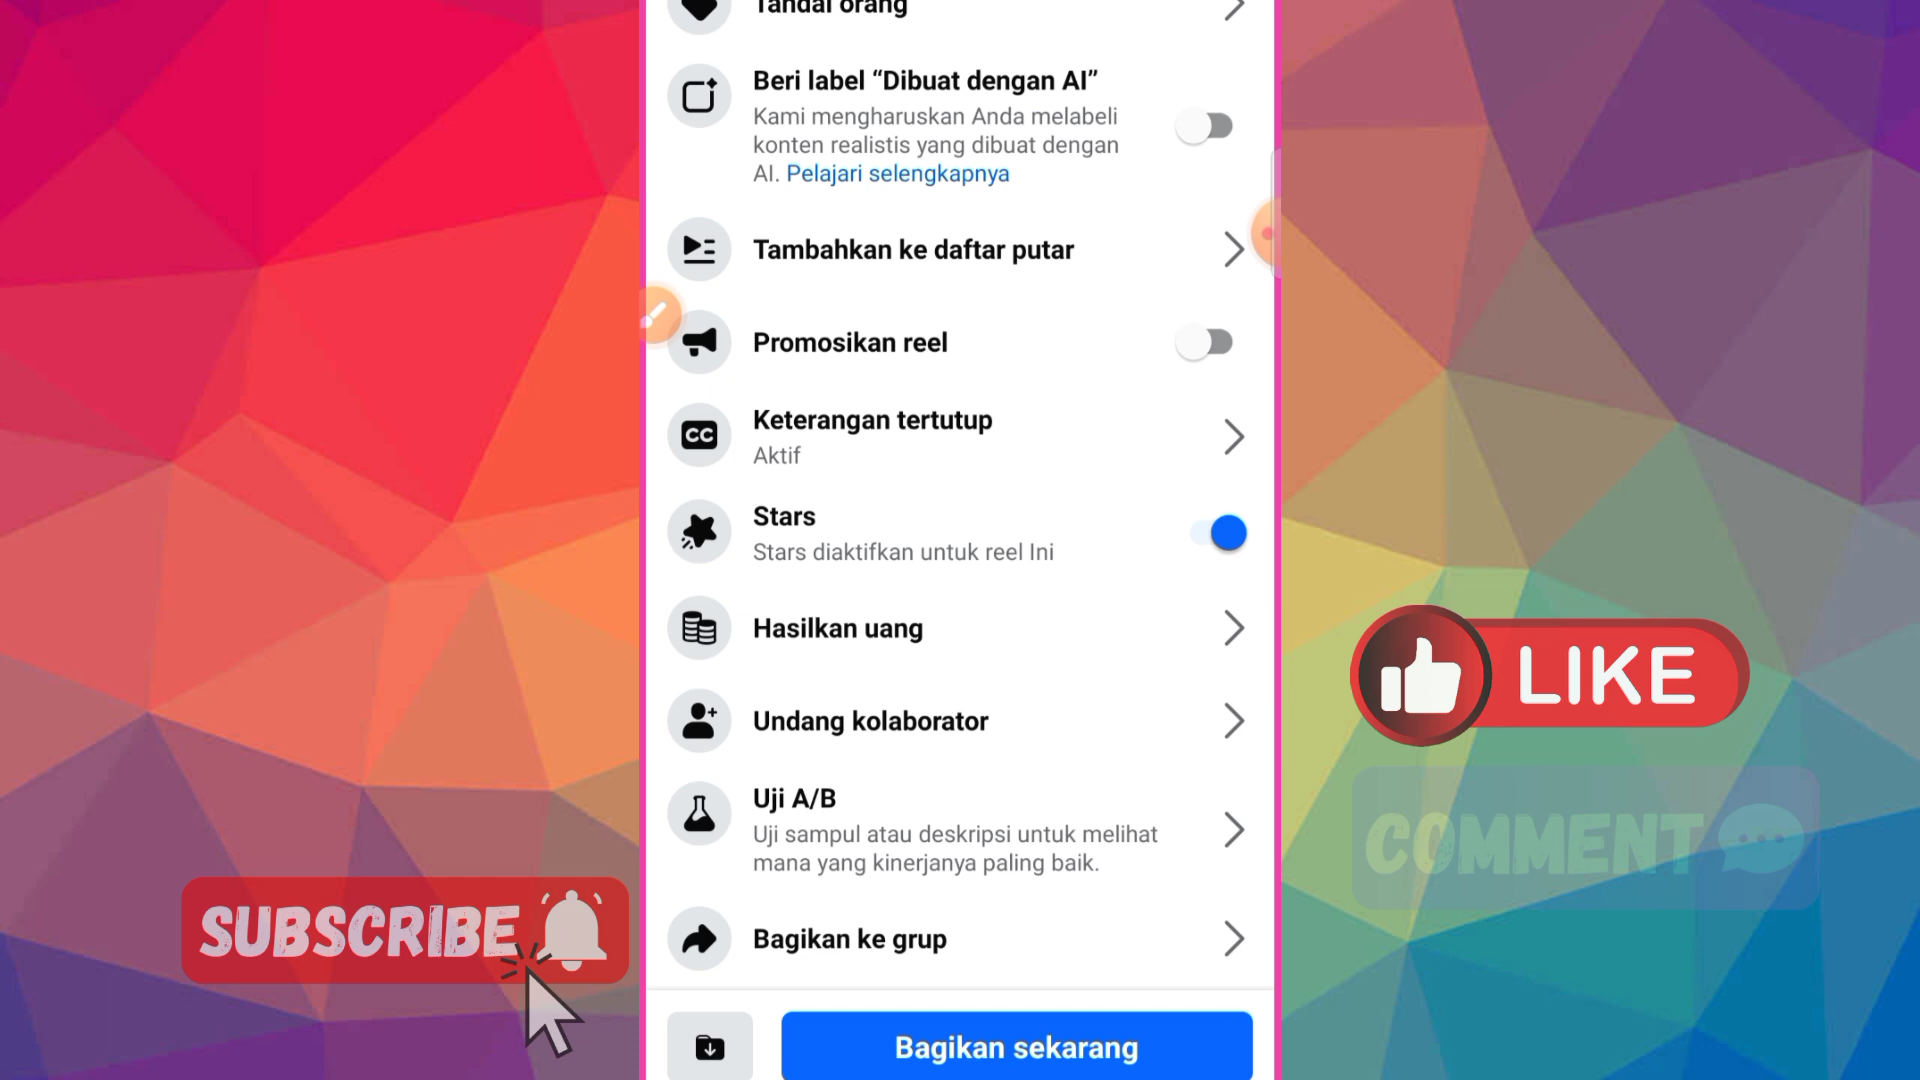 Tandai orang
Beri label “Dibuat dengan AI”
Kami mengharuskan Anda melabeli
konten realistis yang dibuat dengan
AI. Pelajari selengkapnya
Tambahkan ke daftar putar
Promosikan reel
CC
Keterangan tertutup
Aktif
Stars
Stars diaktifkan untuk reel Ini
Hasilkan uang
Undang kolaborator
Uji A/B
Uji sampul atau deskripsi untuk melihat
mana yang kinerjanya paling baik.
Bagikan ke grup
Bagikan sekarang
SUBSCRIBE
LIKE
COMMENT